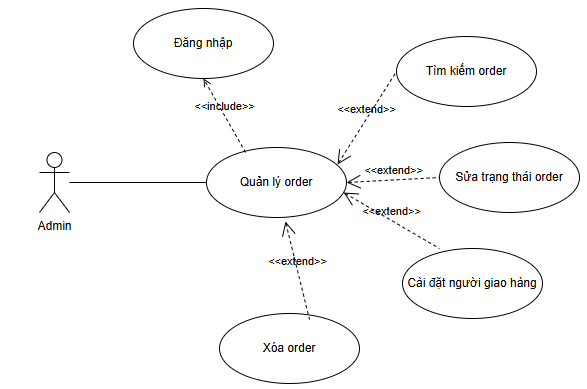 Đăng nhập
Tìm kiếm order
<<include>>
<<extend>>
<<extend>>
Sửa trạng thái order
Quản lý order
<<extend>>
Admin
<<extend>>
Cài đặt người giao hàng
Xóa order